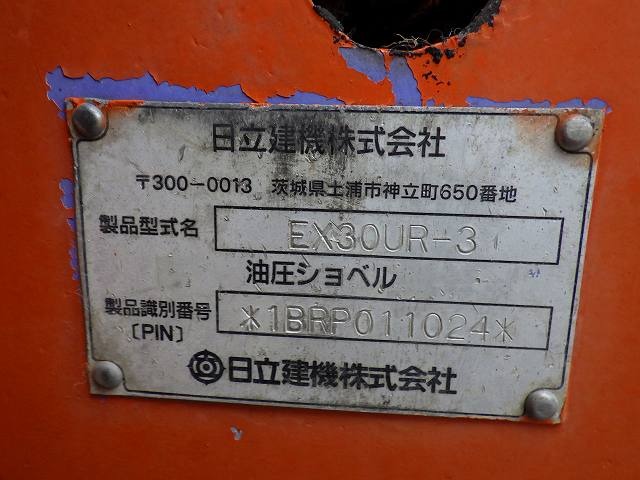 日立建機株式会社
〒300-0013 茨城県土浦市神立町650番地
製品型式名 EX30UR-3
油圧ショベル
製品識別番号 *1BRP011024*
〔PIN〕
日立建機株式会社